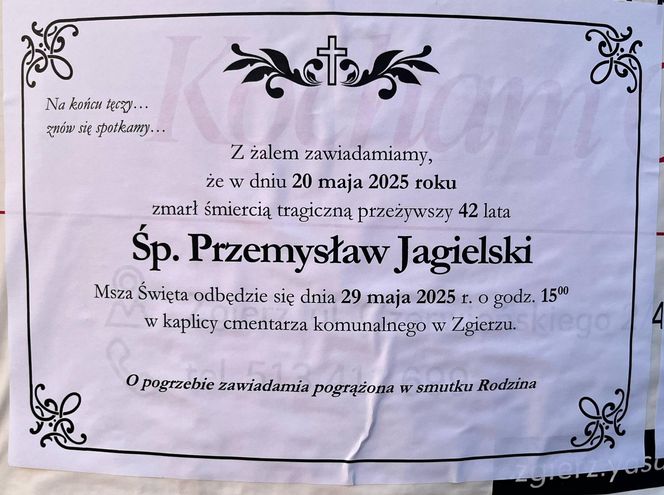 Na końcu tęczy…
znów się spotkamy…
Z żalem zawiadamiamy,
że w dniu 20 maja 2025 roku
zmarł śmiercią tragiczną przeżywszy 42 lata
Śp. Przemysław Jagielski
Msza Święta odbędzie się dnia 29 maja 2025 r. o godz. 15⁰⁰
w kaplicy cmentarza komunalnego w Zgierzu.
O pogrzebie zawiadamia pogrążona w smutku Rodzina
Kocham